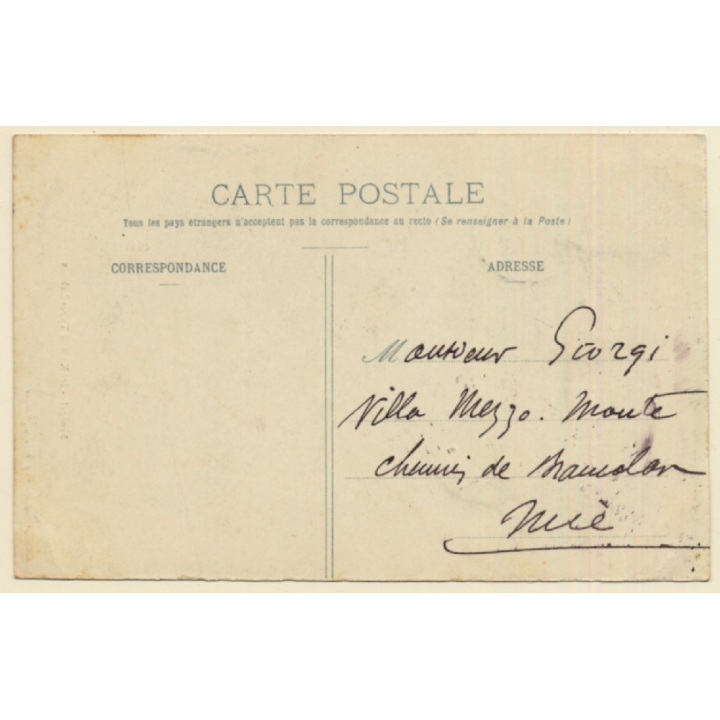 CARTE POSTALE
Tous les pays étrangers n'acceptent pas la correspondance au recto (Se renseigner à la Poste)
CORRESPONDANCE
ADRESSE
Monsieur Giorgi
Villa Mezzo. Monte
chemin de
Nice